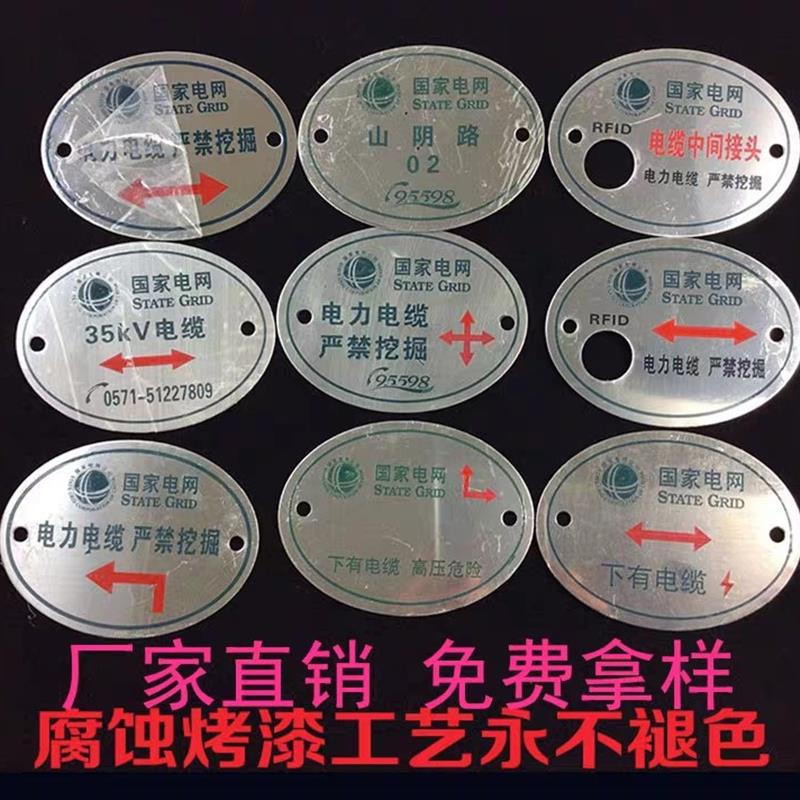 国家电网
STATE GRID
电力电缆 严禁挖掘
国家电网
STATE GRID
山阴路
02
95598
国家电网
STATE GRID
RFID
电缆中间接头
电力电缆 严禁挖掘
国家电网
STATE GRID
35kV电缆
0571-51227809
国家电网
STATE GRID
电力电缆
严禁挖掘
95598
国家电网
STATE GRID
RFID
电力电缆 严禁挖掘
国家电网
STATE GRID
电力电缆 严禁挖掘
国家电网
STATE GRID
下有电缆 高压危险
国家电网
STATE GRID
下有电缆
厂家直销 免费拿样
腐蚀烤漆工艺永不褪色